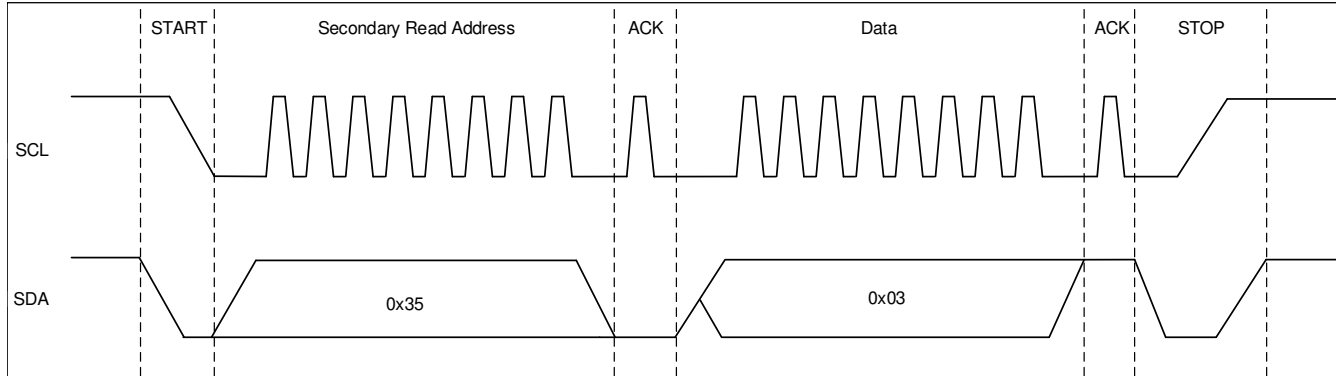 START Secondary Read Address ACK Data ACK STOP
SCL
SDA 0x35 0x03